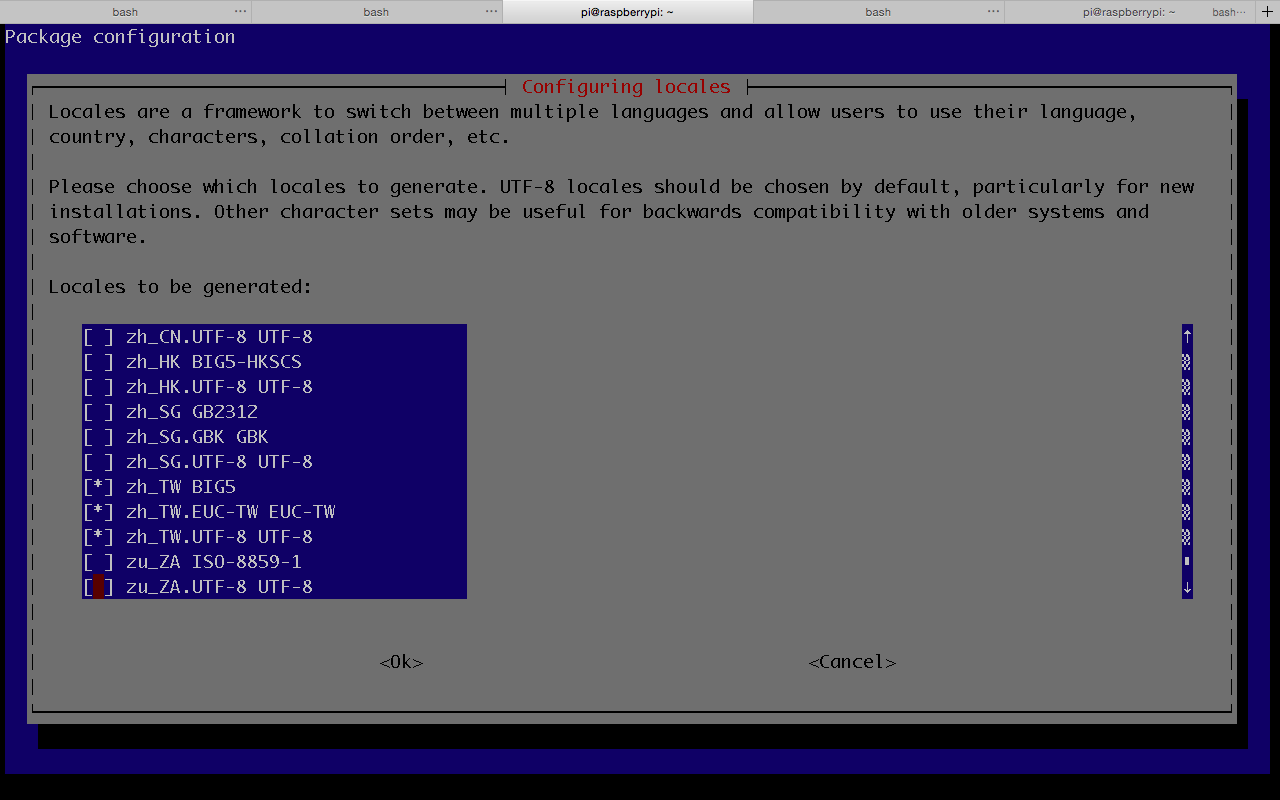 bash ··· bash ··· pi@raspberrypi: ~ bash ··· pi@raspberrypi: ~ bash··· +
Package configuration
Configuring locales
Locales are a framework to switch between multiple languages and allow users to use their language,
country, characters, collation order, etc.
Please choose which locales to generate. UTF-8 locales should be chosen by default, particularly for new
installations. Other character sets may be useful for backwards compatibility with older systems and
software.
Locales to be generated:
[ ] zh_CN.UTF-8 UTF-8
[ ] zh_HK BIG5-HKSCS
[ ] zh_HK.UTF-8 UTF-8
[ ] zh_SG GB2312
[ ] zh_SG.GBK GBK
[ ] zh_SG.UTF-8 UTF-8
[*] zh_TW BIG5
[*] zh_TW.EUC-TW EUC-TW
[*] zh_TW.UTF-8 UTF-8
[ ] zu_ZA ISO-8859-1
[ ] zu_ZA.UTF-8 UTF-8
<Ok> <Cancel>